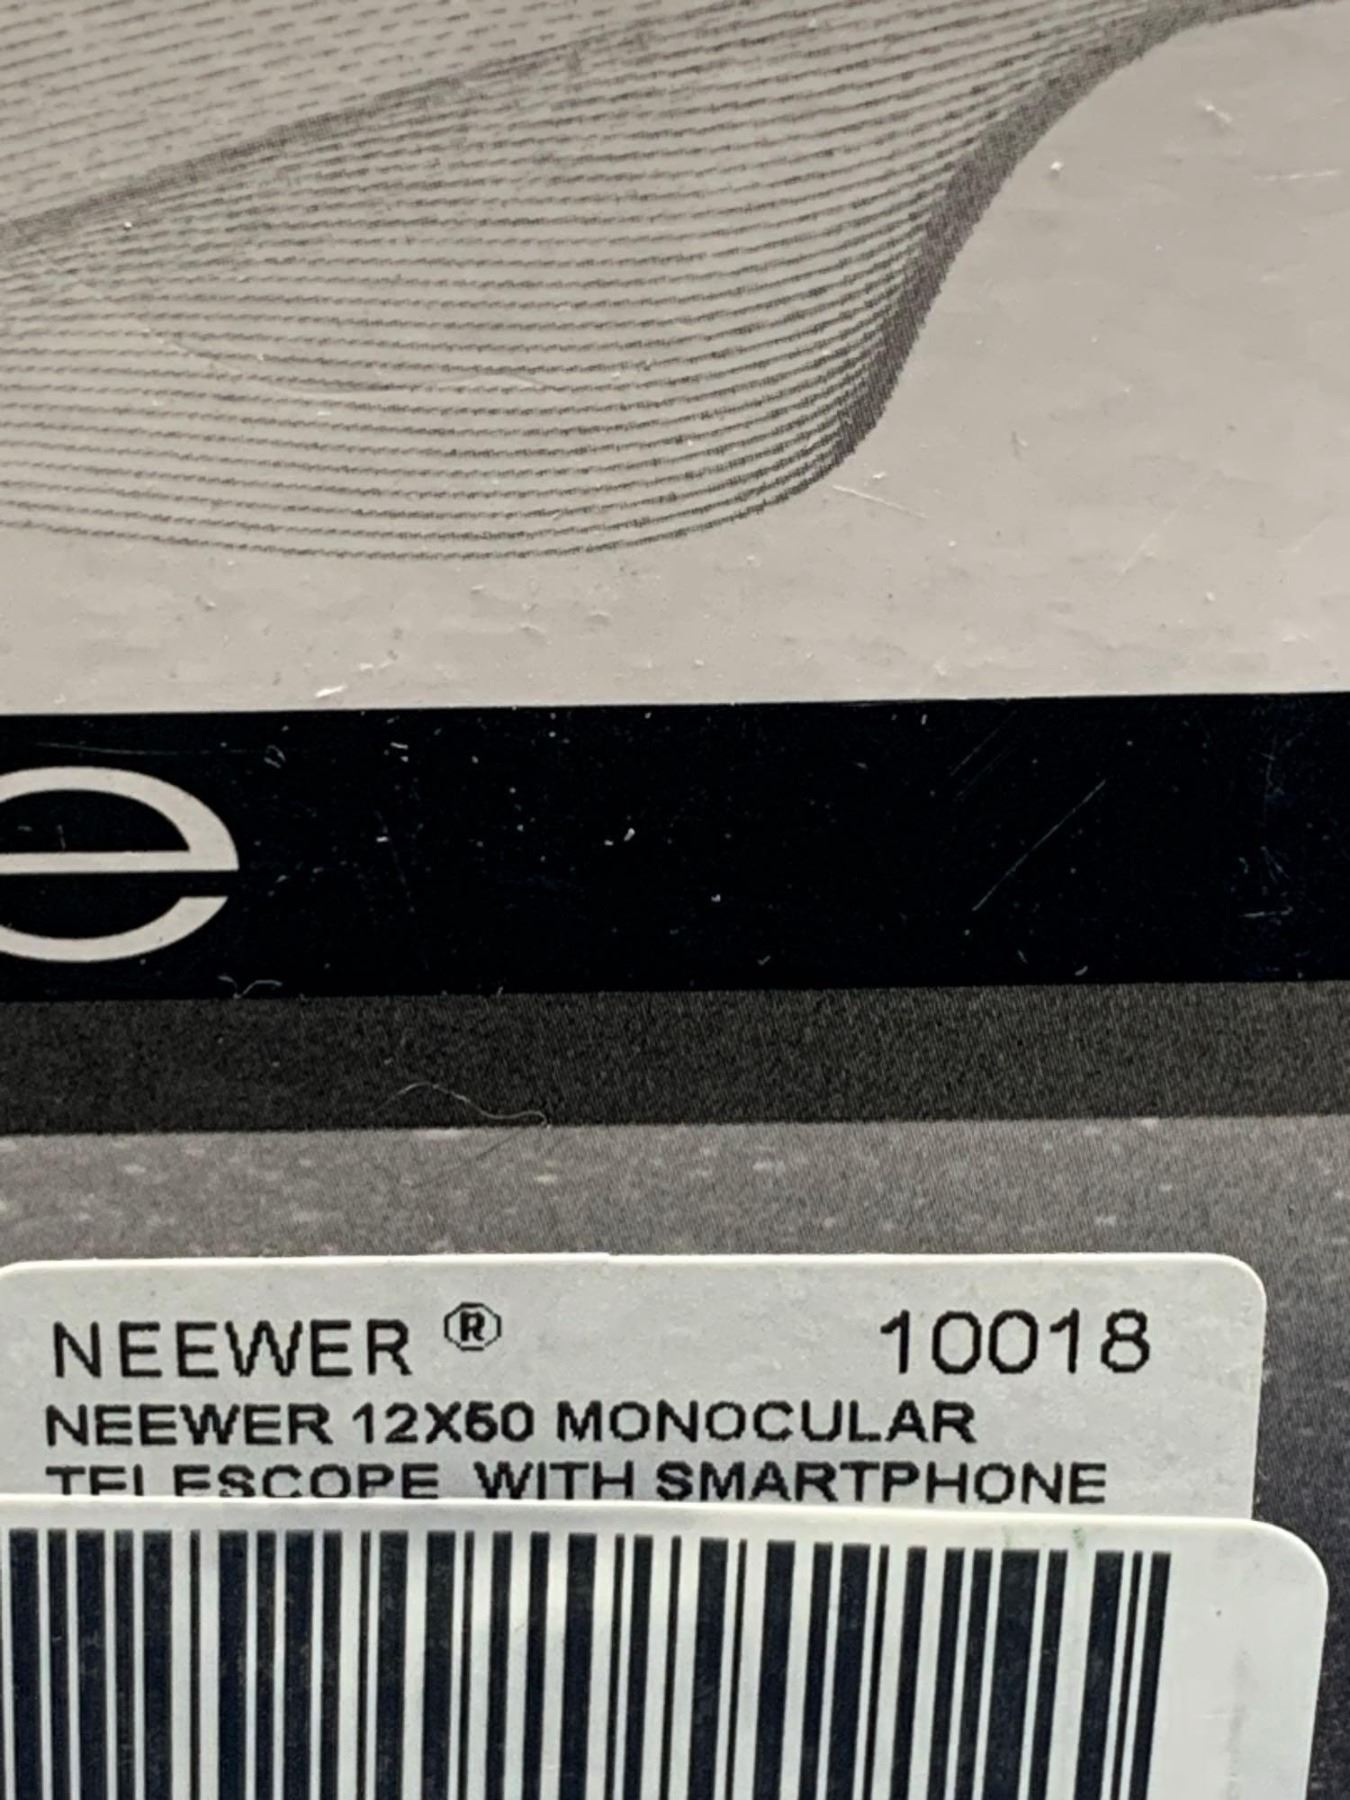 e
NEEWER ® 10018
NEEWER 12X50 MONOCULAR
TELESCOPE WITH SMARTPHONE